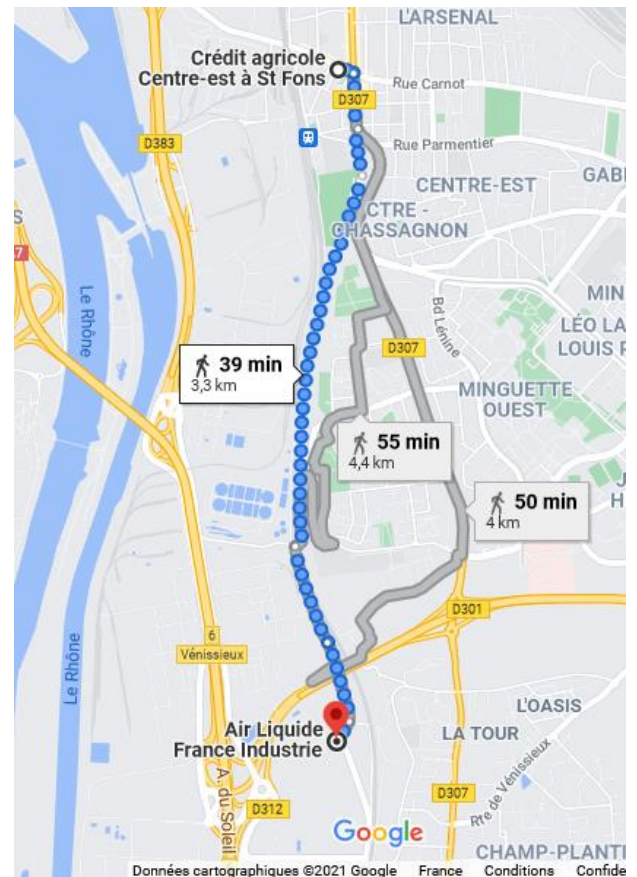 L'ARSENAL
Crédit agricole
Centre-est à St Fons
Rue Carnot
D307
D383
Rue Parmentier
CENTRE-EST
GABI
CTRE -
CHASSAGNON
S
7
Le Rhône
Bd Lénine
MIN
LÉO LA
LOUIS P
D307
39 min
3,3 km
MINGUETTE
OUEST
55 min
4,4 km
50 min
4 km
J
H
D301
6
Vénissieux
Le Rhône
Air Liquide
France Industrie
L'OASIS
LA TOUR
A. du Soleil
D307
Rte de Vénissieux
D312
Google
CHAMP-PLANTI
Données cartographiques ©2021 Google France Conditions Confide